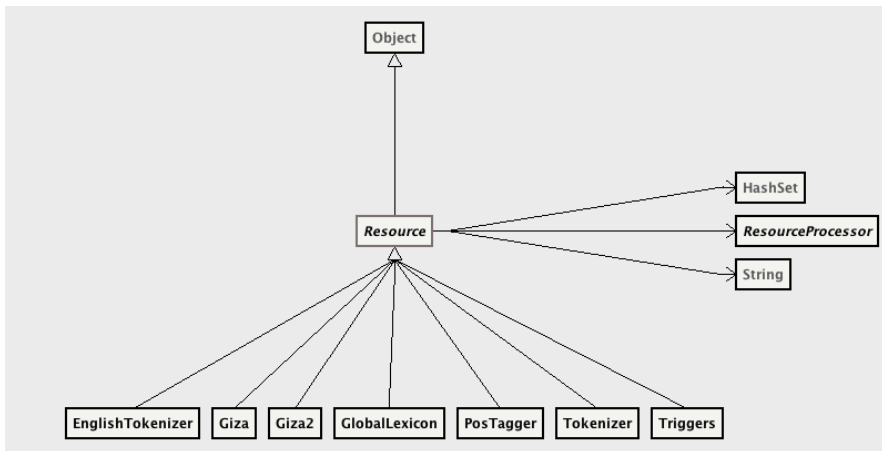 Object
HashSet
Resource
ResourceProcessor
String
EnglishTokenizer
Giza
Giza2
GlobalLexicon
PosTagger
Tokenizer
Triggers